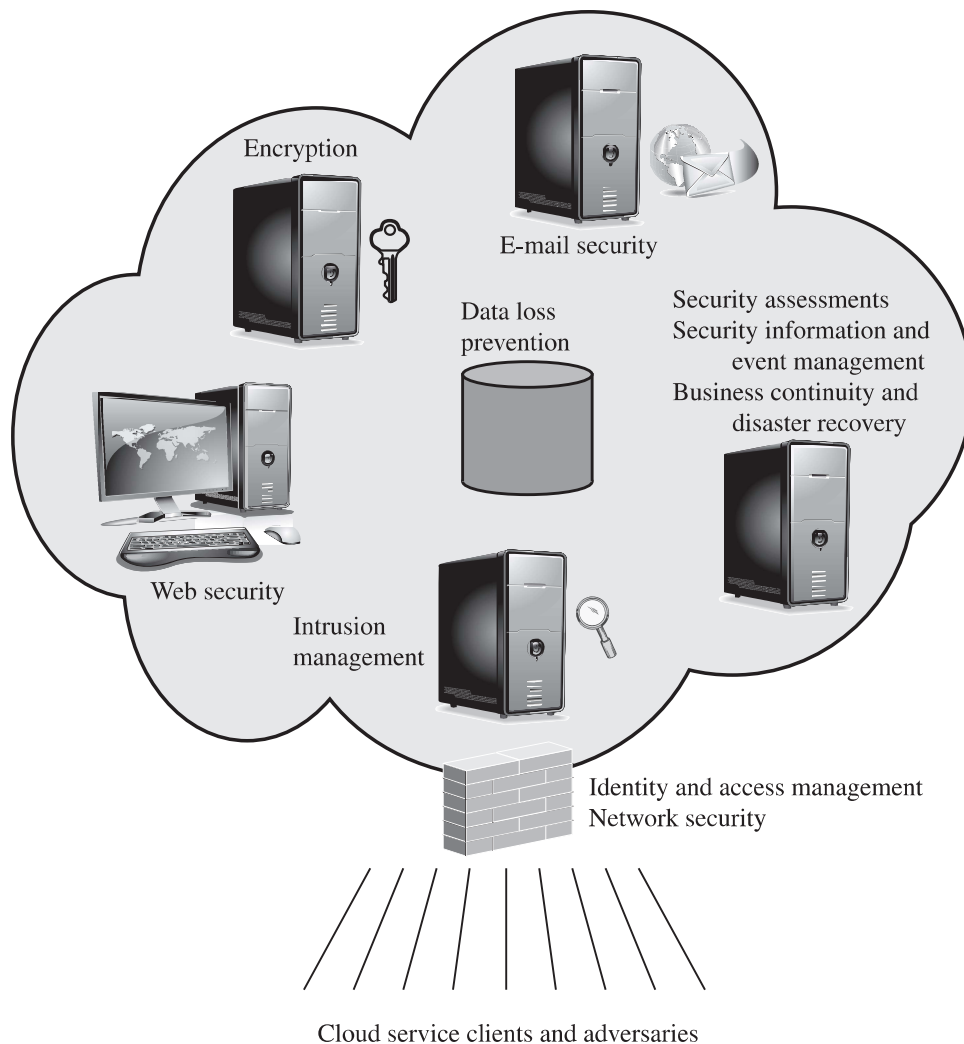 Encryption
E-mail security
Security assessments
Security information and
event management
Business continuity and
disaster recovery
Data loss
prevention
Web security
Intrusion
management
Identity and access management
Network security
Cloud service clients and adversaries